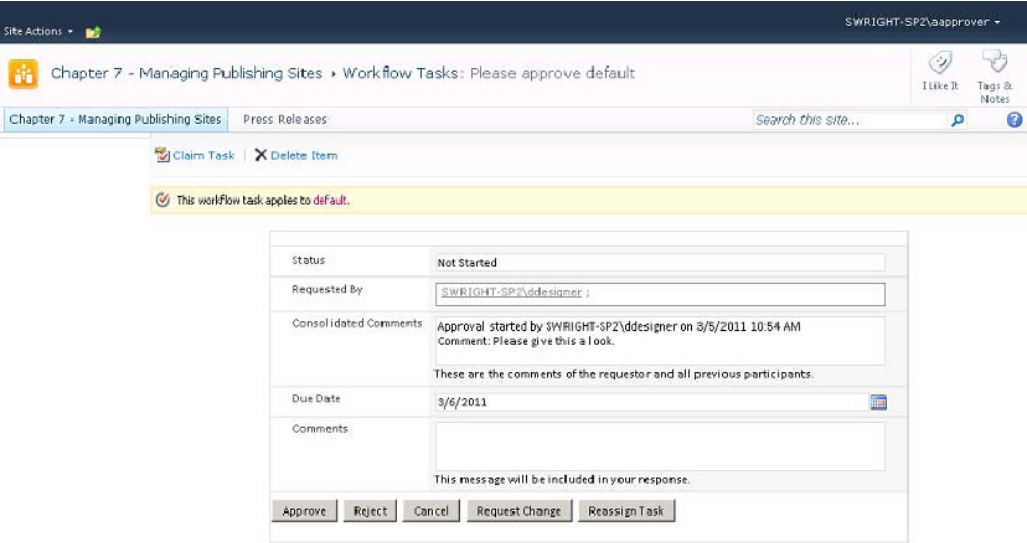 SWRIGHT-SP2\aapprover
Site Actions
Chapter 7 - Managing Publishing Sites › Workflow Tasks: Please approve default
I Like It
Tags & Notes
Chapter 7 - Managing Publishing Sites Press Releases Search this site...
Claim Task Delete Item
This workflow task applies to default.
Status Not Started
Requested By SWRIGHT-SP2\ddesigner ;
Consolidated Comments Approval started by SWRIGHT-SP2\ddesigner on 3/5/2011 10:54 AM
Comment: Please give this a look.
These are the comments of the requestor and all previous participants.
Due Date 3/6/2011
Comments
This message will be included in your response.
Approve Reject Cancel Request Change Reassign Task